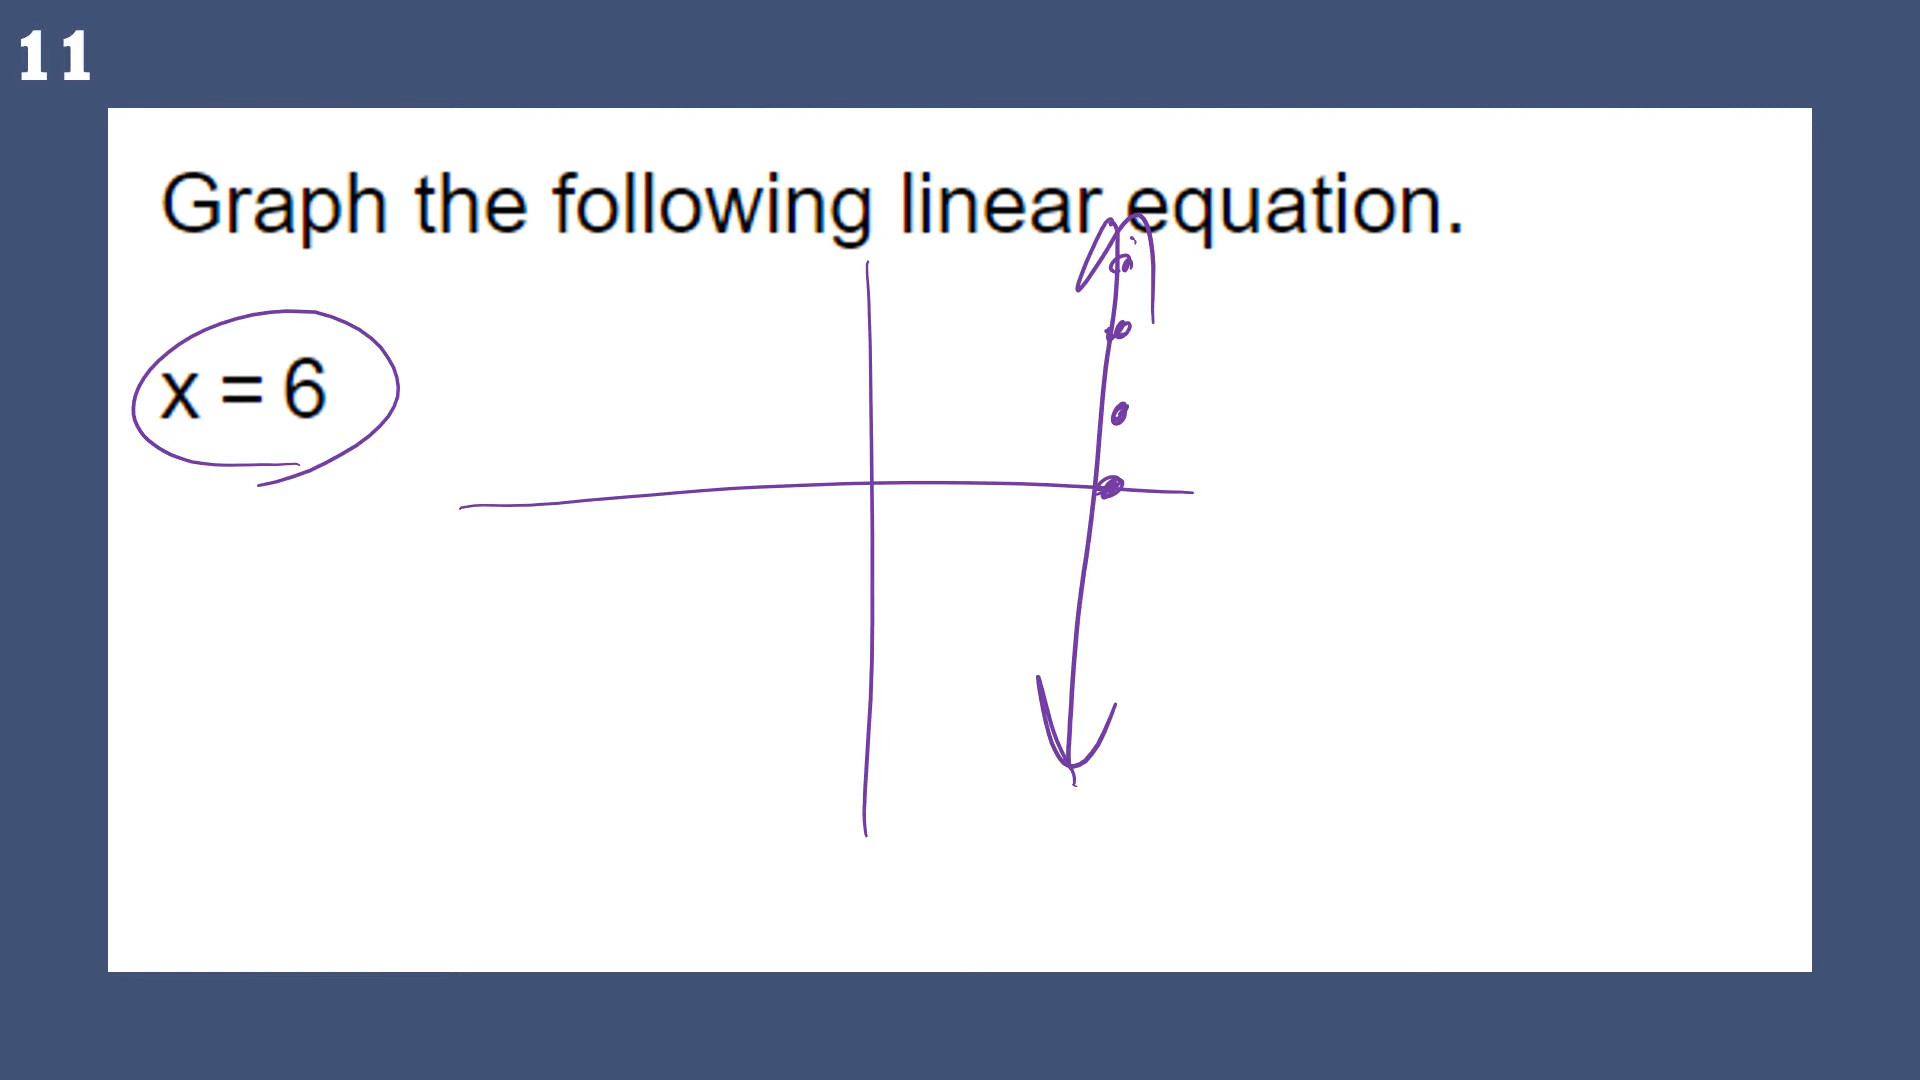 11
Graph the following linear equation.
x = 6